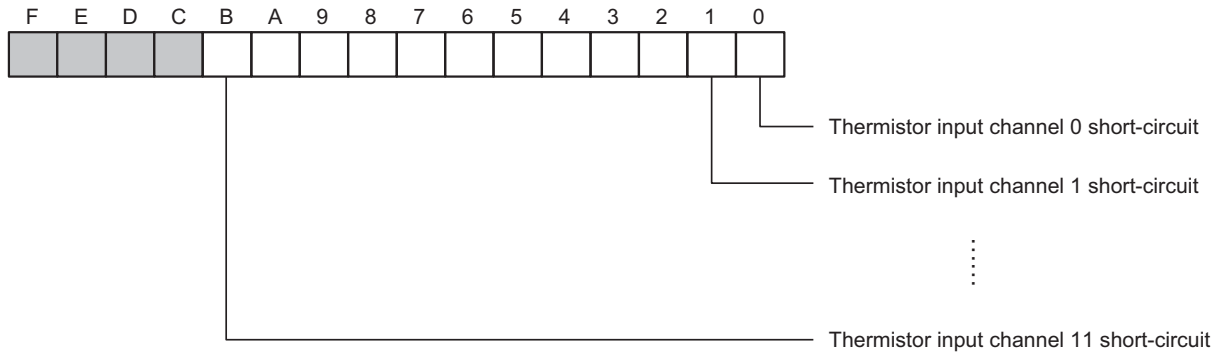 F E D C B A 9 8 7 6 5 4 3 2 1 0
Thermistor input channel 0 short-circuit
Thermistor input channel 1 short-circuit
Thermistor input channel 11 short-circuit